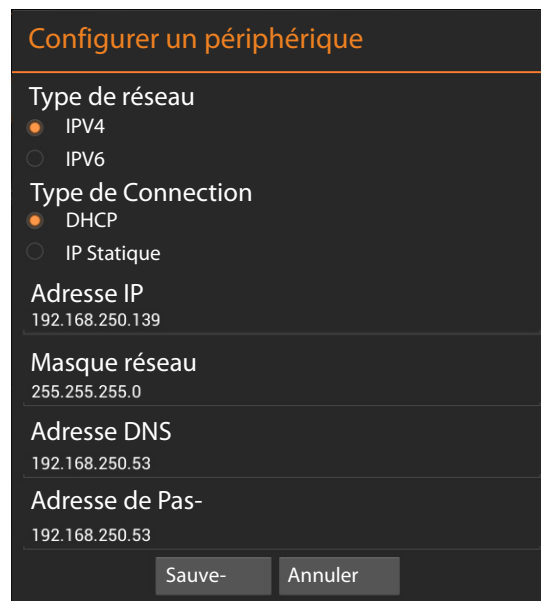 Configurer un périphérique
Type de réseau
IPV4
IPV6
Type de Connection
DHCP
IP Statique
Adresse IP
192.168.250.139
Masque réseau
255.255.255.0
Adresse DNS
192.168.250.53
Adresse de Pas-
192.168.250.53
Sauve- Annuler